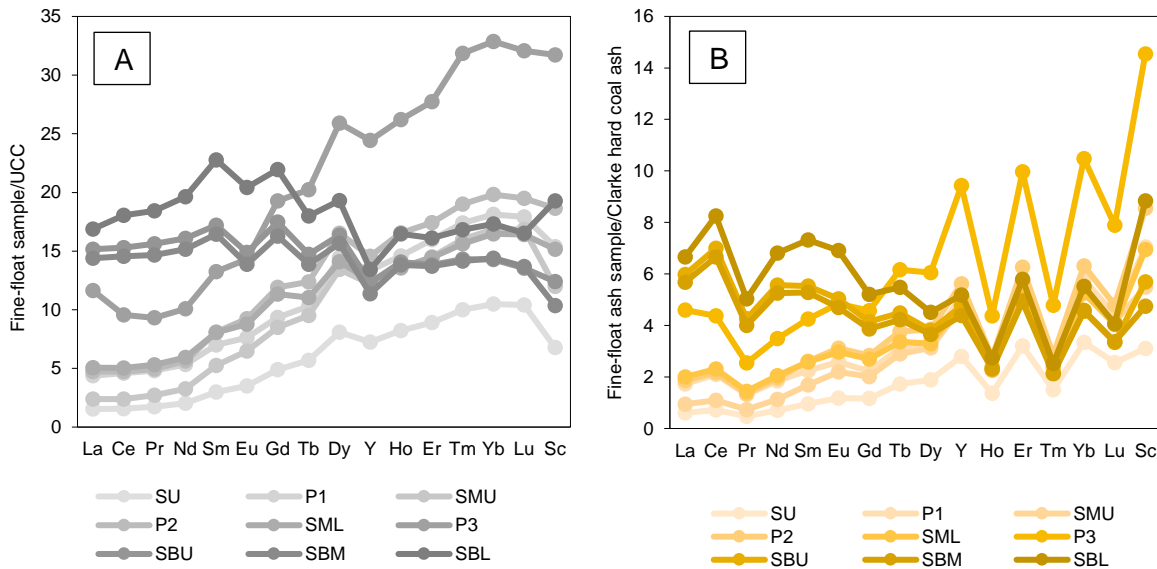 A
Fine-float sample/UCC
35
30
25
20
15
10
5
0
La Ce Pr Nd Sm Eu Gd Tb Dy Y Ho Er Tm Yb Lu Sc
SU P1 SMU
P2 SML P3
SBU SBM SBL
B
Fine-float ash sample/Clarke hard coal ash
16
14
12
10
8
6
4
2
0
La Ce Pr Nd Sm Eu Gd Tb Dy Y Ho Er Tm Yb Lu Sc
SU P1 SMU
P2 SML P3
SBU SBM SBL